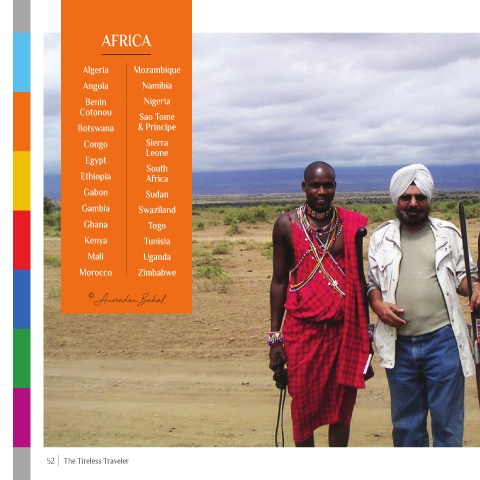 AFRICA
Algeria
Angola
Benin
Cotonou
Botswana
Congo
Egypt
Ethiopia
Gabon
Gambia
Ghana
Kenya
Mali
Morocco
Mozambique
Namibia
Nigeria
Sao Tome
& Principe
Sierra
Leone
South
Africa
Sudan
Swaziland
Togo
Tunisia
Uganda
Zimbabwe
©
52 | The Tireless Traveler